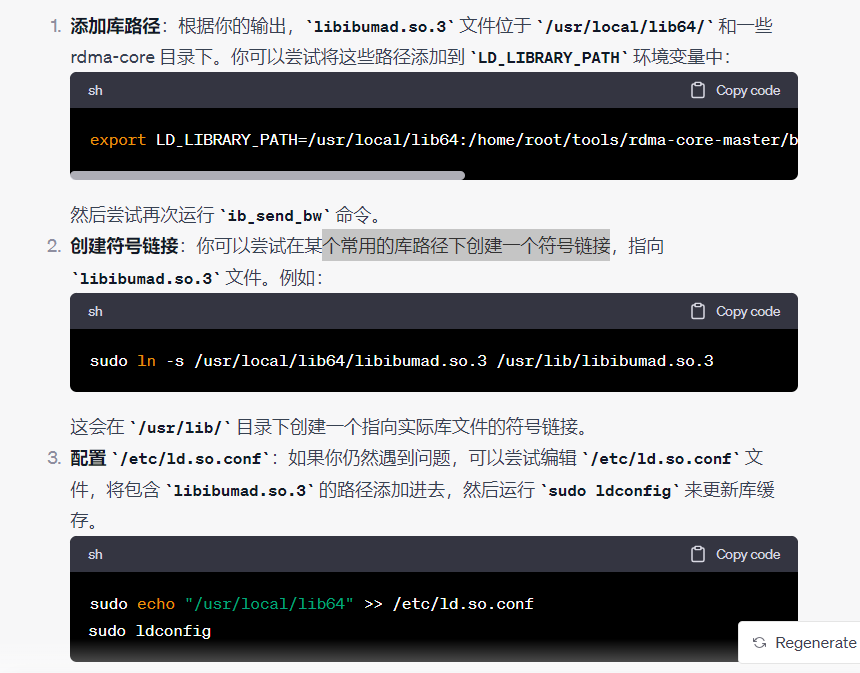 1. 添加库路径：根据你的输出，`libibumad.so.3` 文件位于 `/usr/local/lib64/` 和一些
rdma-core 目录下。你可以尝试将这些路径添加到 `LD_LIBRARY_PATH` 环境变量中：
sh Copy code
export LD_LIBRARY_PATH=/usr/local/lib64:/home/root/tools/rdma-core-master/b
然后尝试再次运行 `ib_send_bw` 命令。
2. 创建符号链接：你可以尝试在某个常用的库路径下创建一个符号链接，指向
`libibumad.so.3` 文件。例如：
sh Copy code
sudo ln -s /usr/local/lib64/libibumad.so.3 /usr/lib/libibumad.so.3
这会在 `/usr/lib/` 目录下创建一个指向实际库文件的符号链接。
3. 配置 `/etc/ld.so.conf`：如果你仍然遇到问题，可以尝试编辑 `/etc/ld.so.conf` 文
件，将包含 `libibumad.so.3` 的路径添加进去，然后运行 `sudo ldconfig` 来更新库缓
存。
sh Copy code
sudo echo "/usr/local/lib64" >> /etc/ld.so.conf
sudo ldconfig
Regenerate